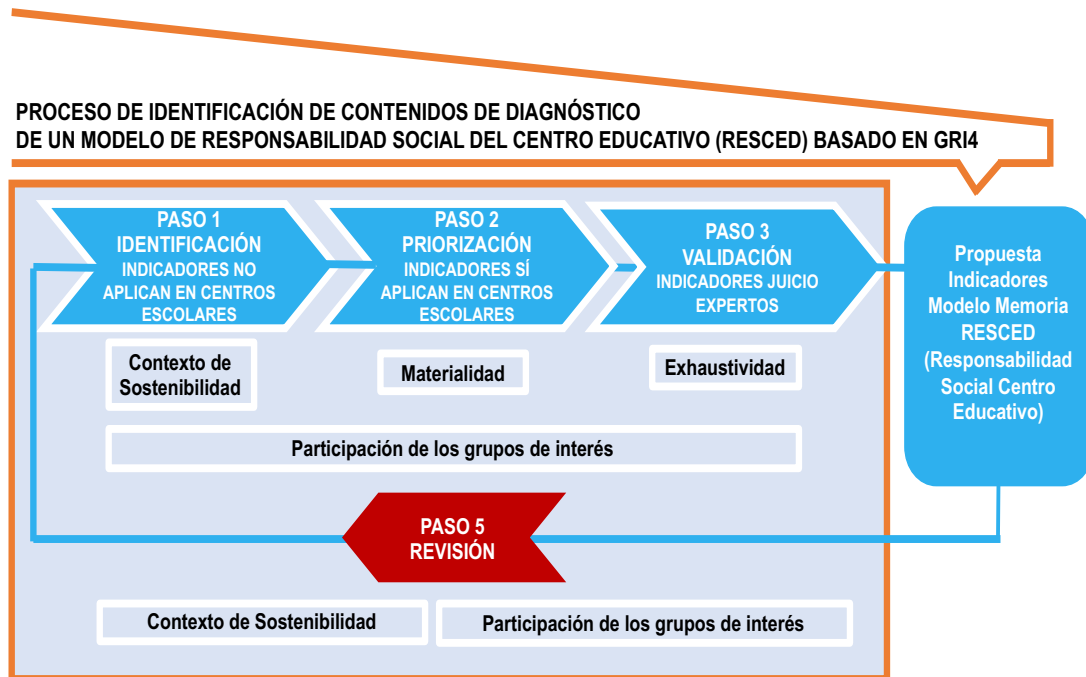 PROCESO DE IDENTIFICACIÓN DE CONTENIDOS DE DIAGNÓSTICO
DE UN MODELO DE RESPONSABILIDAD SOCIAL DEL CENTRO EDUCATIVO (RESCED) BASADO EN GRI4
PASO 1
IDENTIFICACIÓN
INDICADORES NO
APLICAN EN CENTROS
ESCOLARES
PASO 2
PRIORIZACIÓN
INDICADORES SÍ
APLICAN EN CENTROS
ESCOLARES
PASO 3
VALIDACIÓN
INDICADORES JUICIO
EXPERTOS
Propuesta
Indicadores
Modelo Memoria
RESCED
(Responsabilidad
Social Centro
Educativo)
Contexto de
Sostenibilidad
Materialidad
Exhaustividad
Participación de los grupos de interés
PASO 5
REVISIÓN
Contexto de Sostenibilidad
Participación de los grupos de interés